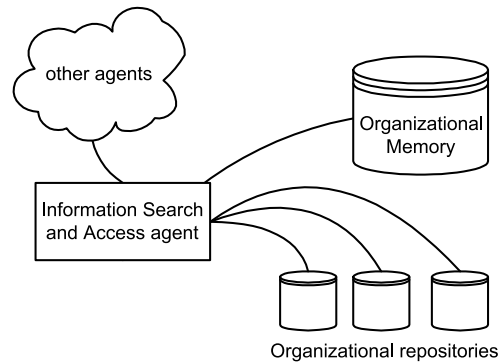 other agents
Organizational
Memory
Information Search
and Access agent
Organizational repositories